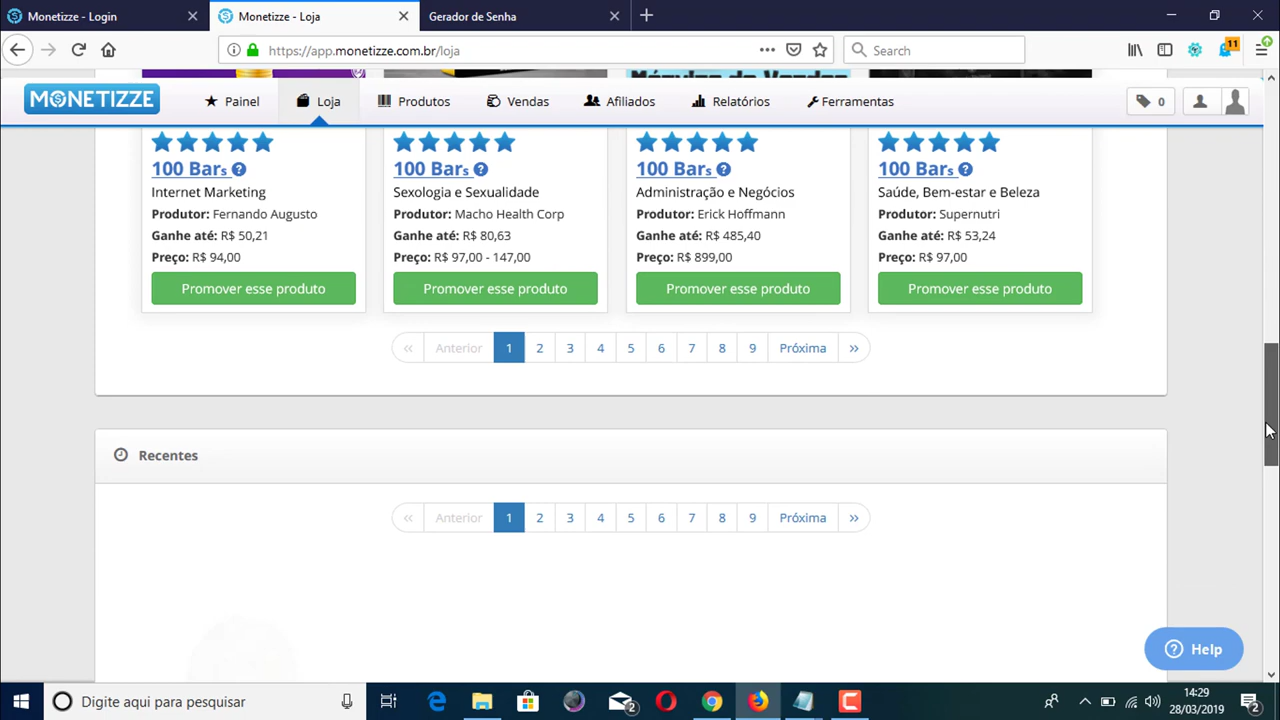 Monetizze - Login
Monetizze - Loja
Gerador de Senha
https://app.monetizze.com.br/loja
Search
11
MONETIZZE
Painel
Loja
Produtos
Vendas
Afiliados
Relatórios
Ferramentas
0
100 Bars
100 Bars
100 Bars
100 Bars
Internet Marketing
Sexologia e Sexualidade
Administração e Negócios
Saúde, Bem-estar e Beleza
Produtor: Fernando Augusto
Produtor: Macho Health Corp
Produtor: Erick Hoffmann
Produtor: Supernutri
Ganhe até: R$ 50,21
Ganhe até: R$ 80,63
Ganhe até: R$ 485,40
Ganhe até: R$ 53,24
Preço: R$ 94,00
Preço: R$ 97,00 - 147,00
Preço: R$ 899,00
Preço: R$ 97,00
Promover esse produto
Promover esse produto
Promover esse produto
Promover esse produto
« Anterior 1 2 3 4 5 6 7 8 9 Próxima »
Recentes
« Anterior 1 2 3 4 5 6 7 8 9 Próxima »
Help
Digite aqui para pesquisar
2
14:29
28/03/2019
2